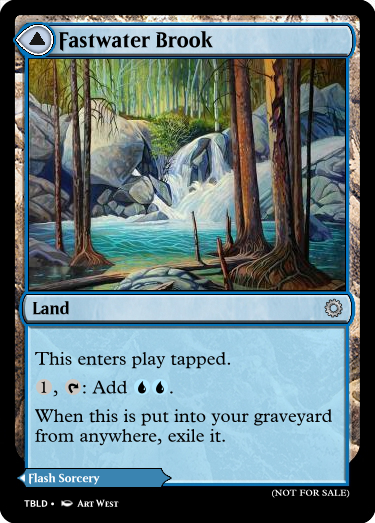 Fastwater Brook
Land
This enters play tapped.
1, T: Add.
When this is put into your graveyard
from anywhere, exile it.
Flash Sorcery
(NOT FOR SALE)
TBLD • ART WEST